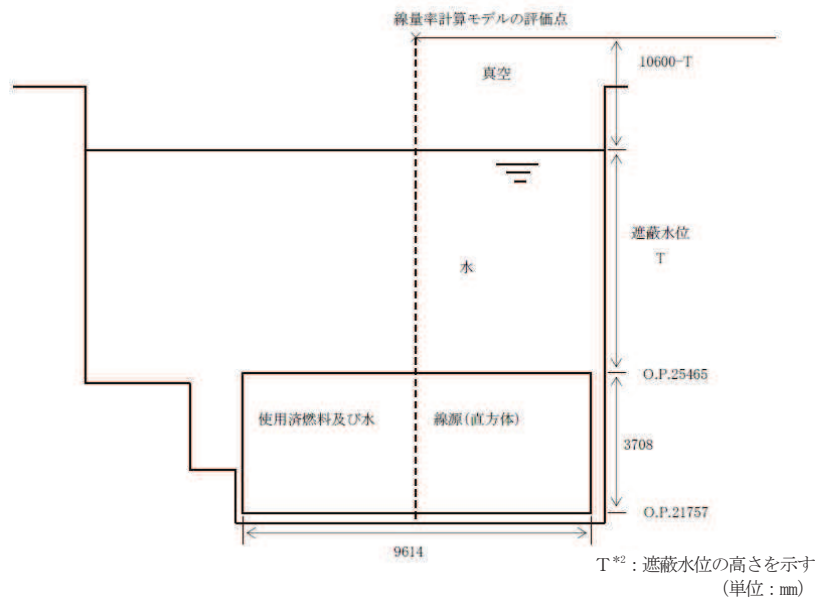 線量率計算モデルの評価点
10600-T
真空
遮蔽水位
T
水
O.P.25465
使用済燃料及び水
線源(直方体)
3708
O.P.21757
9614
T*2：遮蔽水位の高さを示す
(単位：mm)